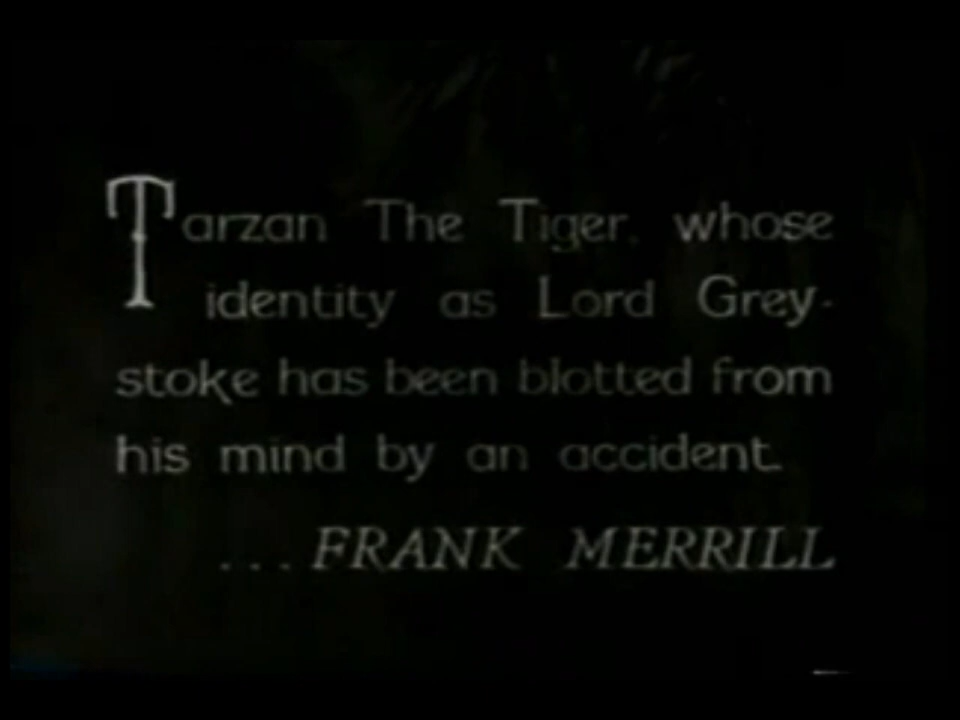 Tarzan The Tiger, whose
identity as Lord Grey-
stoke has been blotted from
his mind by an accident.
...FRANK MERRILL